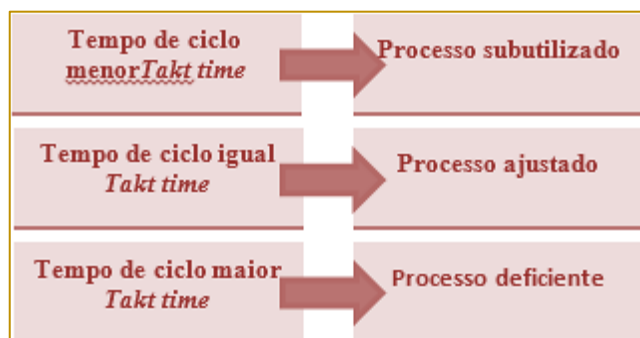 Tempo de ciclo
menorTakt time
Processo subutilizado
Tempo de ciclo igual
Takt time
Processo ajustado
Tempo de ciclo maior
Takt time
Processo deficiente